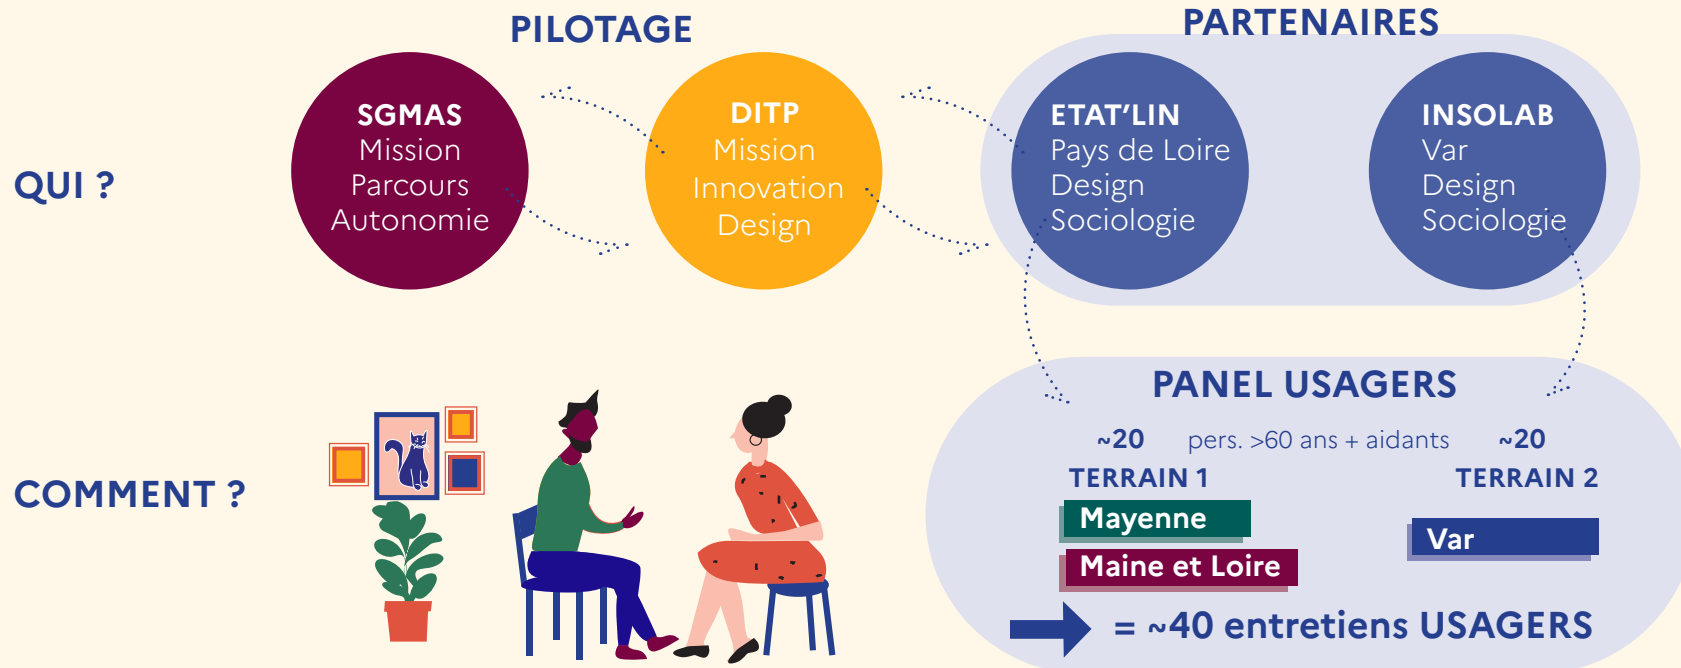 PILOTAGE
PARTENAIRES
QUI ?
SGMAS
Mission
Parcours
Autonomie
DITP
Mission
Innovation
Design
ETAT'LIN
Pays de Loire
Design
Sociologie
INSOLAB
Var
Design
Sociologie
COMMENT ?
PANEL USAGERS
~20 pers. >60 ans + aidants ~20
TERRAIN 1
Mayenne
Maine et Loire
TERRAIN 2
Var
= ~40 entretiens USAGERS